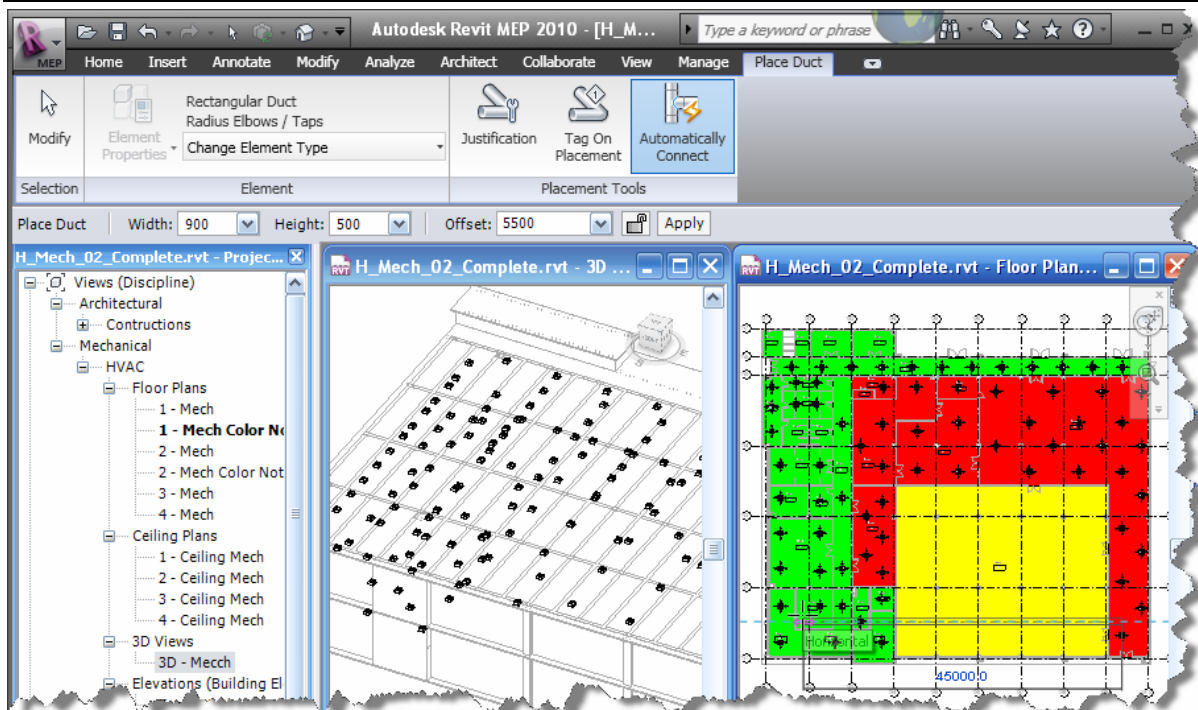 Autodesk Revit MEP 2010 - [H_M...
Type a keyword or phrase
MEP
Home Insert Annotate Modify Analyze Architect Collaborate View Manage Place Duct
Modify
Element
Properties
Rectangular Duct
Radius Elbows / Taps
Change Element Type
Justification
Tag On
Placement
Automatically
Connect
Selection
Element
Placement Tools
Place Duct Width: 900 Height: 500 Offset: 5500 Apply
H_Mech_02_Complete.rvt - Projec...
Views (Discipline)
Architectural
Contructions
Mechanical
HVAC
Floor Plans
1 - Mech
1 - Mech Color No
2 - Mech
2 - Mech Color Not
3 - Mech
4 - Mech
Ceiling Plans
1 - Ceiling Mech
2 - Ceiling Mech
3 - Ceiling Mech
4 - Ceiling Mech
3D Views
3D - Mecch
Elevations (Building El
RVT
H_Mech_02_Complete.rvt - 3D ...
RVT
H_Mech_02_Complete.rvt - Floor Plan...
Horizontal
45000.0